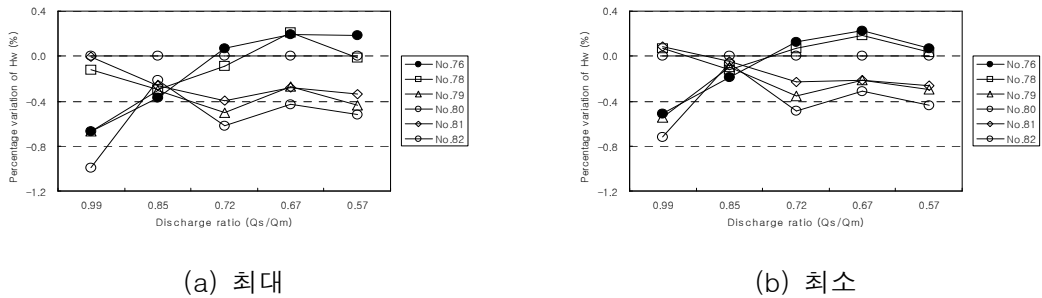 0.4
0.0
-0.4
-0.8
-1.2
Percentage variation of Hw (%)
0.99 0.85 0.72 0.67 0.57
Discharge ratio (Qs/Qm)
No.76
No.78
No.79
No.80
No.81
No.82
(a) 최대
0.4
0.0
-0.4
-0.8
-1.2
Percentage variation of Hw (%)
0.99 0.85 0.72 0.67 0.57
Discharge ratio (Qs/Qm)
No.76
No.78
No.79
No.80
No.81
No.82
(b) 최소